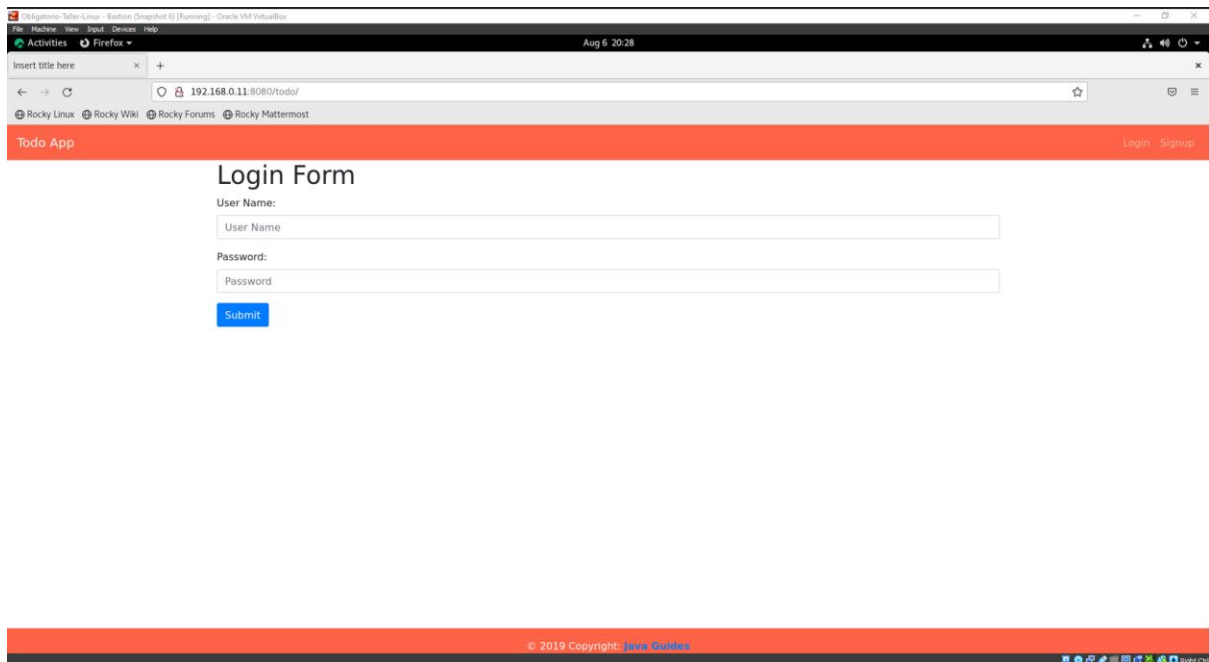 Obligatorio-Taller-Linux - Bastion (Snapshot 6) [Running] - Oracle VM VirtualBox
File Machine View Input Devices Help
Activities Firefox Aug 6 20:28
Insert title here
192.168.0.11:8080/todo/
Rocky Linux Rocky Wiki Rocky Forums Rocky Mattermost
Todo App Login Signup
Login Form
User Name:
User Name
Password:
Password
Submit
© 2019 Copyright: Java Guides
Right Ctrl